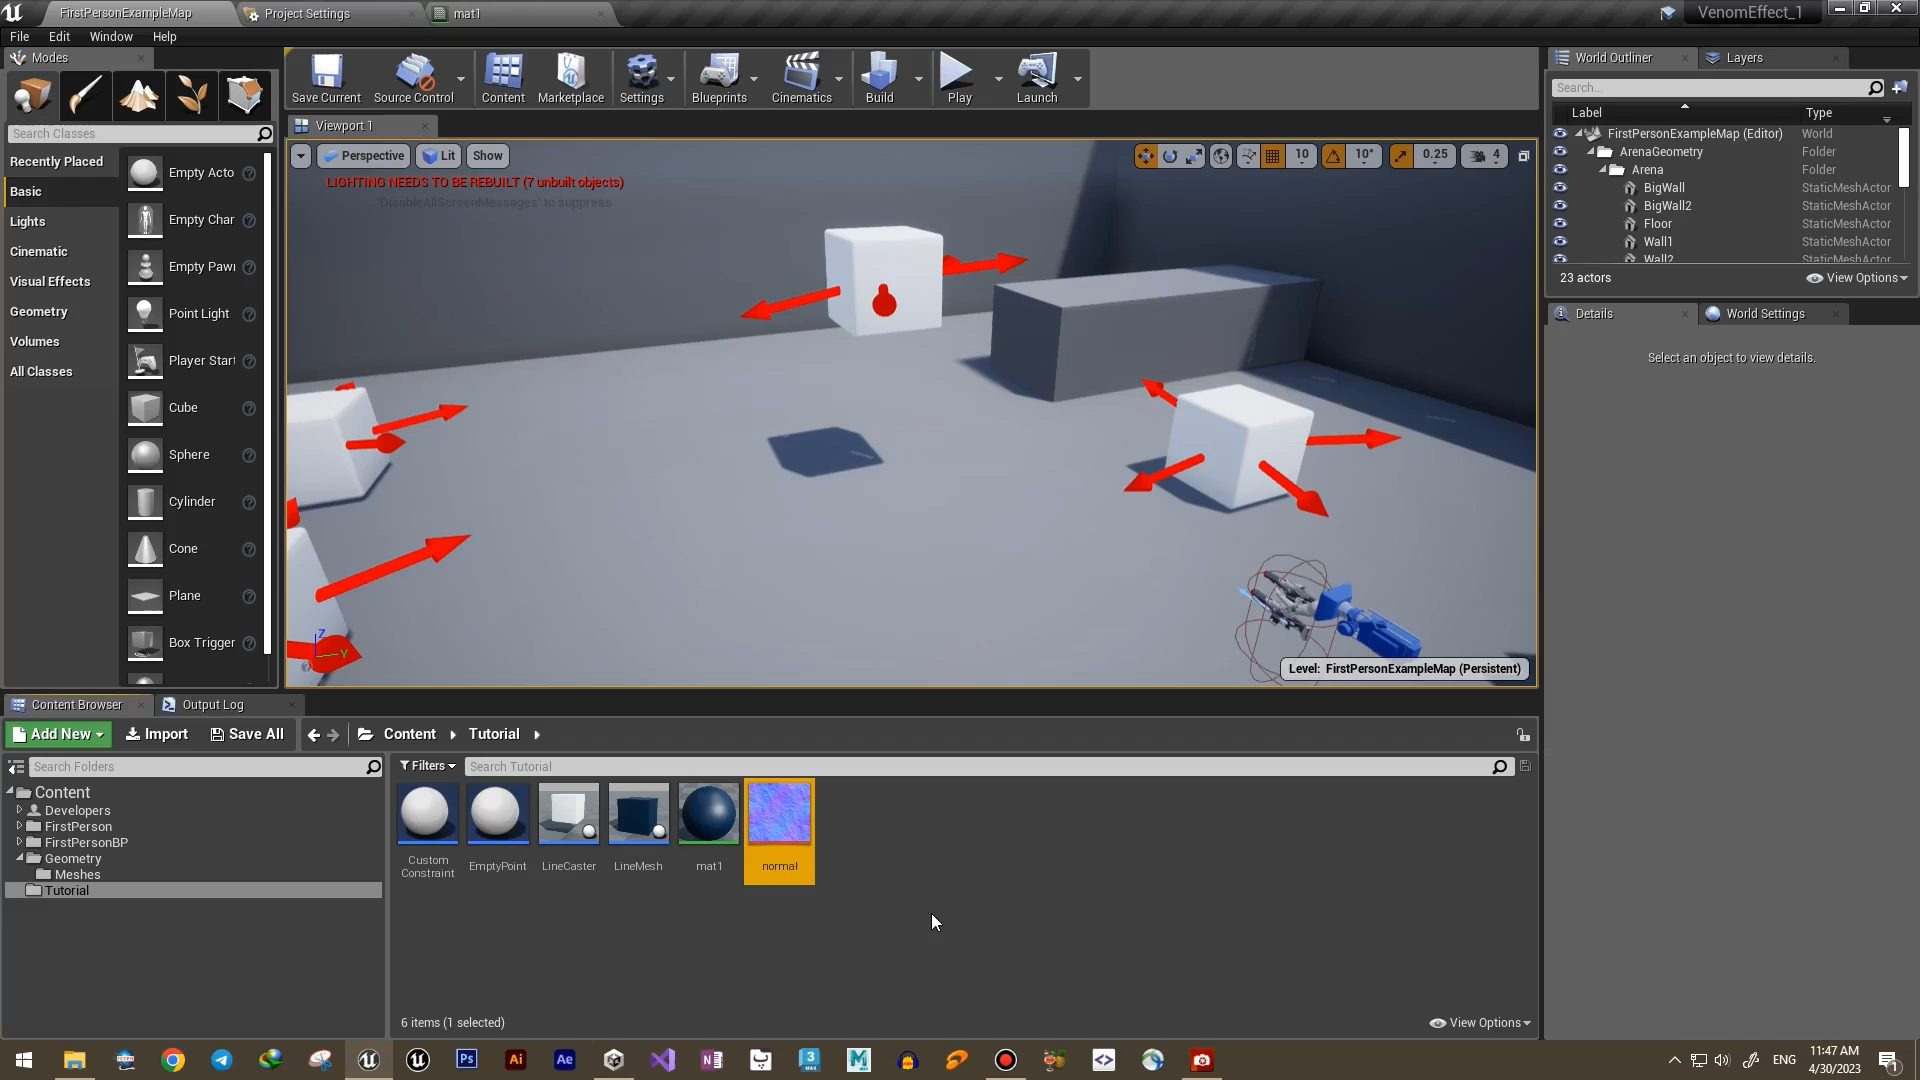 FirstPersonExampleMap
Project Settings
mat1
VenomEffect_1
File Edit Window Help
Modes
Save Current
Source Control
Content
Marketplace
Settings
Blueprints
Cinematics
Build
Play
Launch
World Outliner
Layers
Search...
Label
Type
Search Classes
Viewport 1
Perspective
Lit
Show
10
10°
0.25
4
LIGHTING NEEDS TO BE REBUILT (7 unbuilt objects)
'DisableAllScreenMessages' to suppress
Recently Placed
Basic
Lights
Cinematic
Visual Effects
Geometry
Volumes
All Classes
Empty Acto
Empty Char
Empty Pawn
Point Light
Player Start
Cube
Sphere
Cylinder
Cone
Plane
Box Trigger
FirstPersonExampleMap (Editor) World
ArenaGeometry Folder
Arena Folder
BigWall StaticMeshActor
BigWall2 StaticMeshActor
Floor StaticMeshActor
Wall1 StaticMeshActor
Wall2 StaticMeshActor
23 actors
View Options
Details
World Settings
Select an object to view details.
Z
Y
Level: FirstPersonExampleMap (Persistent)
Content Browser
Output Log
Add New
Import
Save All
Content
Tutorial
Search Folders
Filters
Search Tutorial
Content
Developers
FirstPerson
FirstPersonBP
Geometry
Meshes
Tutorial
Custom
Constraint
EmptyPoint
LineCaster
LineMesh
mat1
normal
6 items (1 selected)
View Options
Ps
Ai
Ae
N
3
MAX
M
ENG
11:47 AM
4/30/2023
1